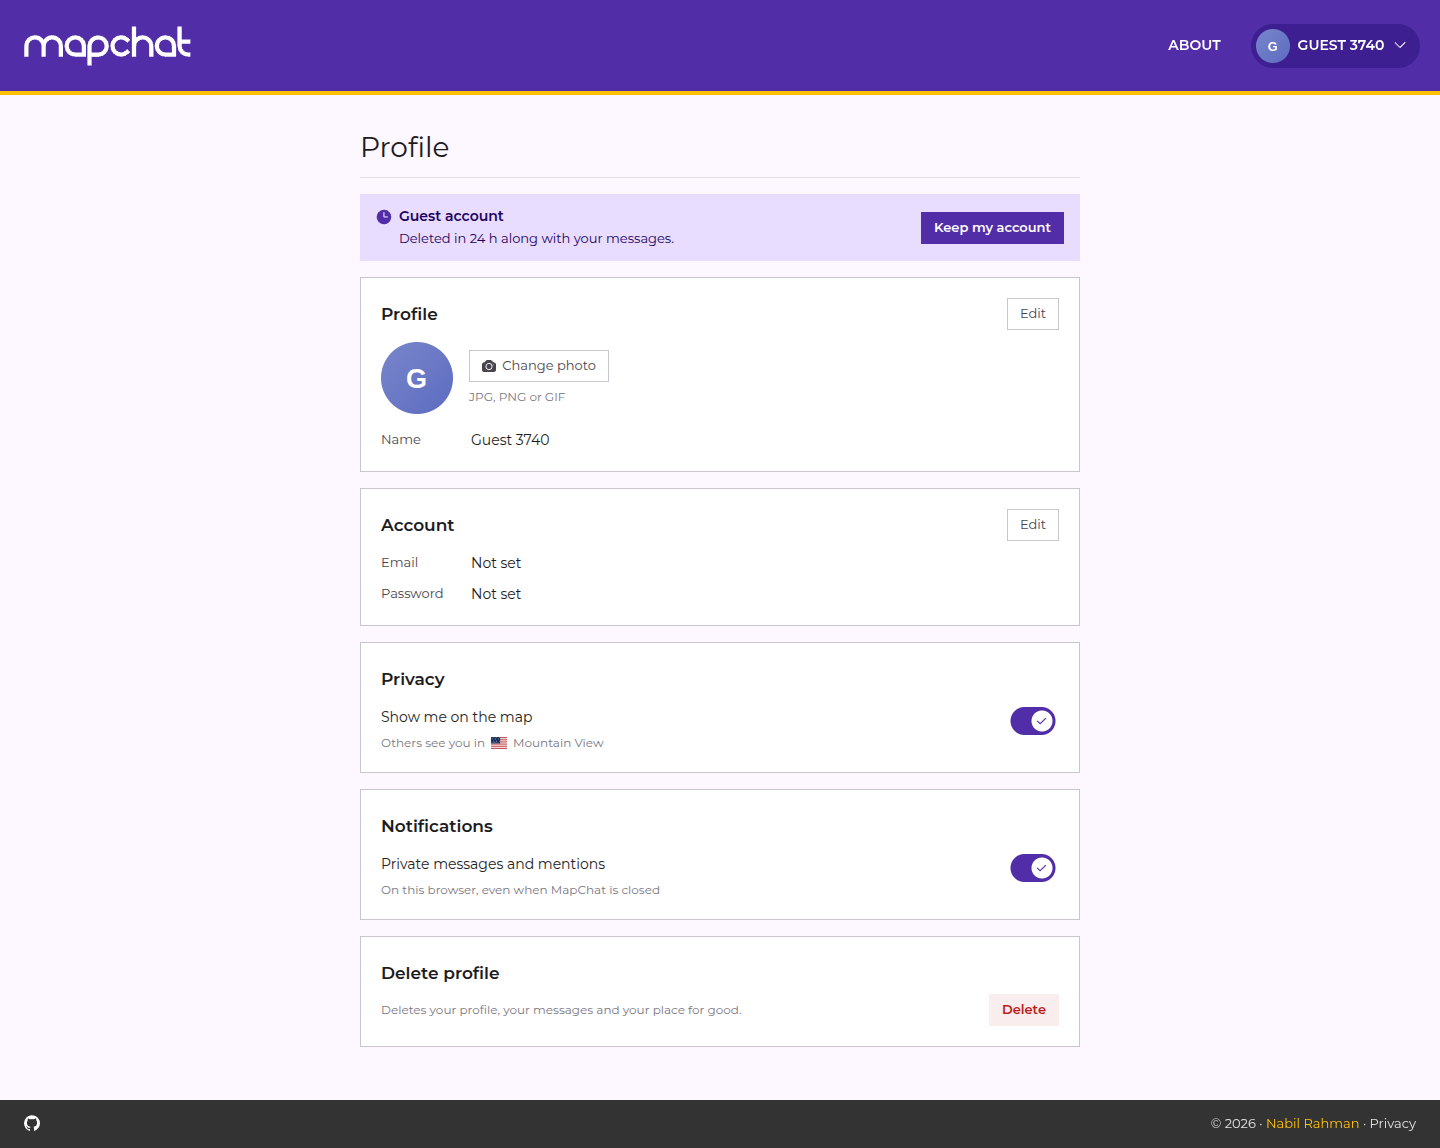 mapchat
ABOUT
G GUEST 3740
Profile
Guest account
Deleted in 24 h along with your messages.
Keep my account
Profile
Edit
G
Change photo
JPG, PNG or GIF
Name Guest 3740
Account
Edit
Email Not set
Password Not set
Privacy
Show me on the map
Others see you in Mountain View
Notifications
Private messages and mentions
On this browser, even when MapChat is closed
Delete profile
Deletes your profile, your messages and your place for good.
Delete
© 2026 · Nabil Rahman · Privacy